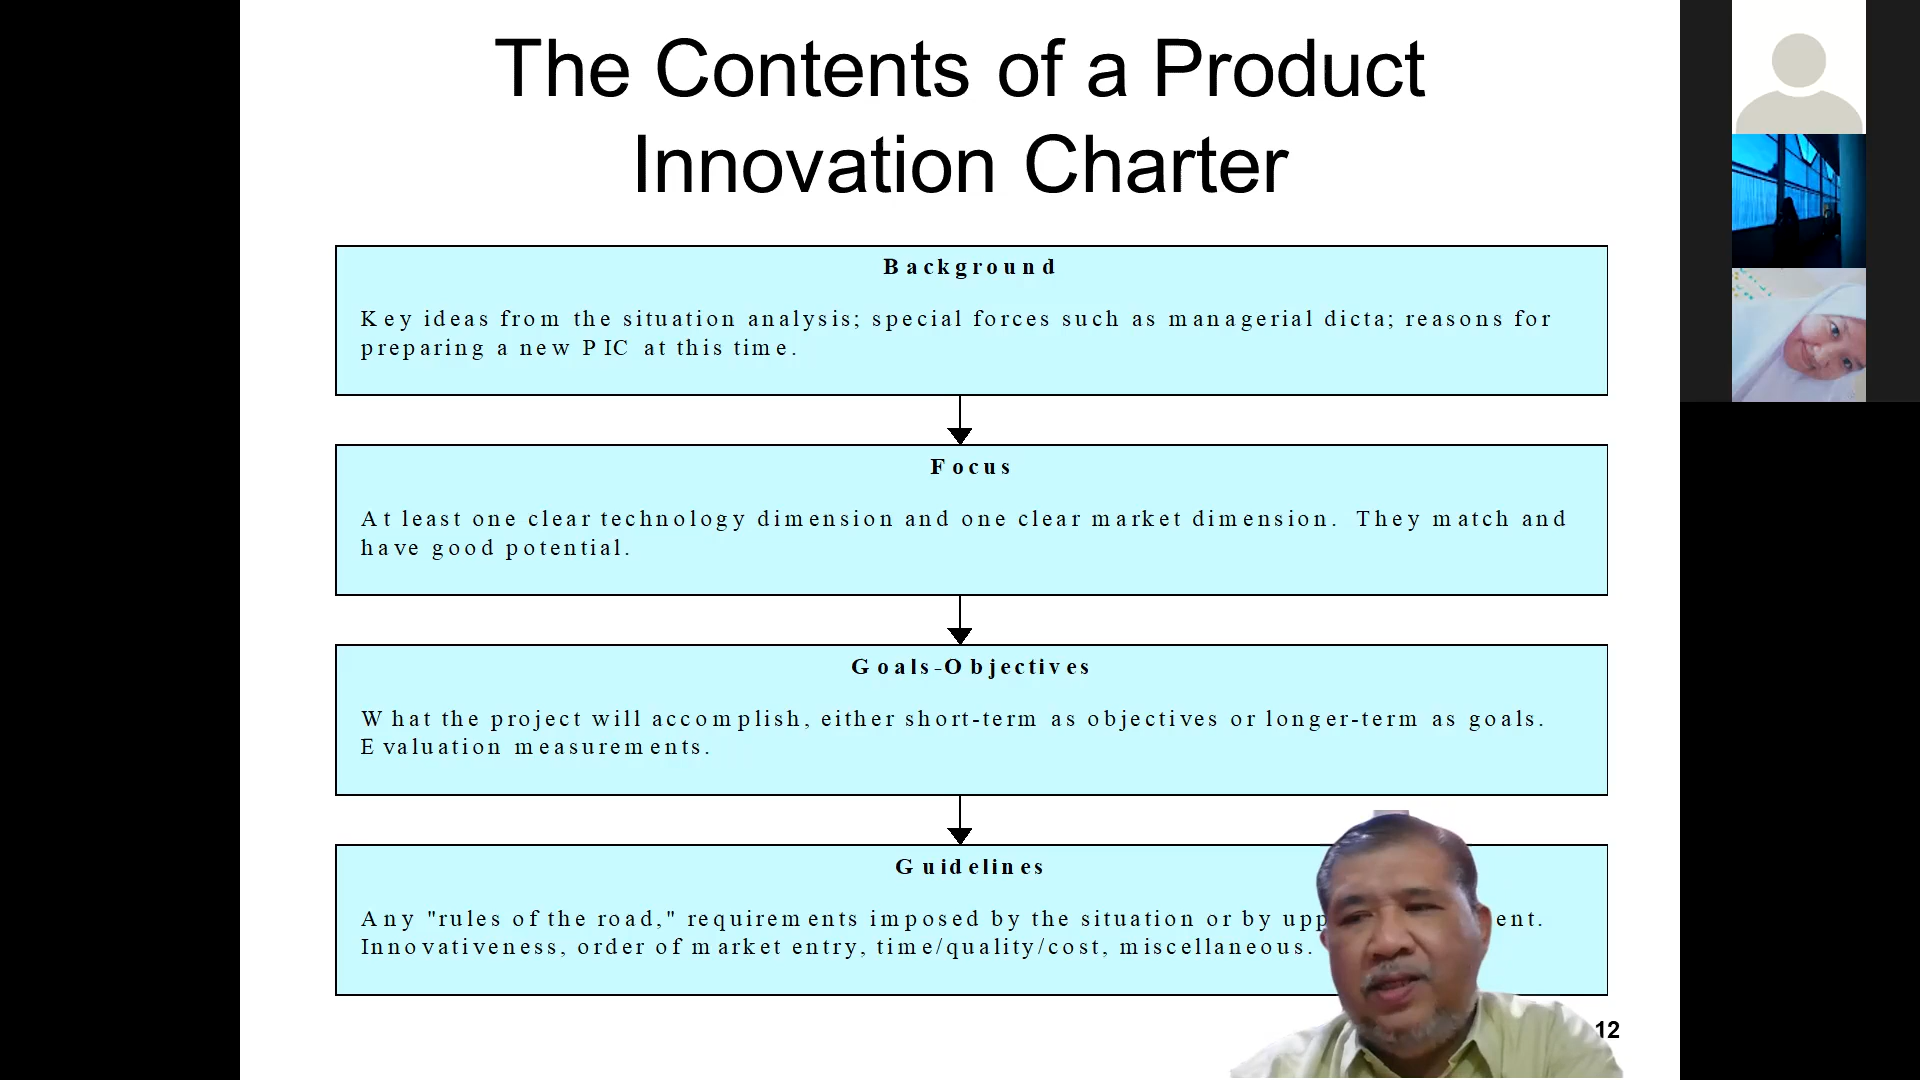 The Contents of a Product
Innovation Charter
Background
Key ideas from the situation analysis; special forces such as managerial dicta; reasons for
preparing a new PIC at this time.
Focus
At least one clear technology dimension and one clear market dimension. They match and
have good potential.
Goals-Objectives
What the project will accomplish, either short-term as objectives or longer-term as goals.
Evaluation measurements.
Guidelines
Any "rules of the road," requirements imposed by the situation or by
Innovativeness, order of market entry, time/quality/cost, miscellaneous.
12